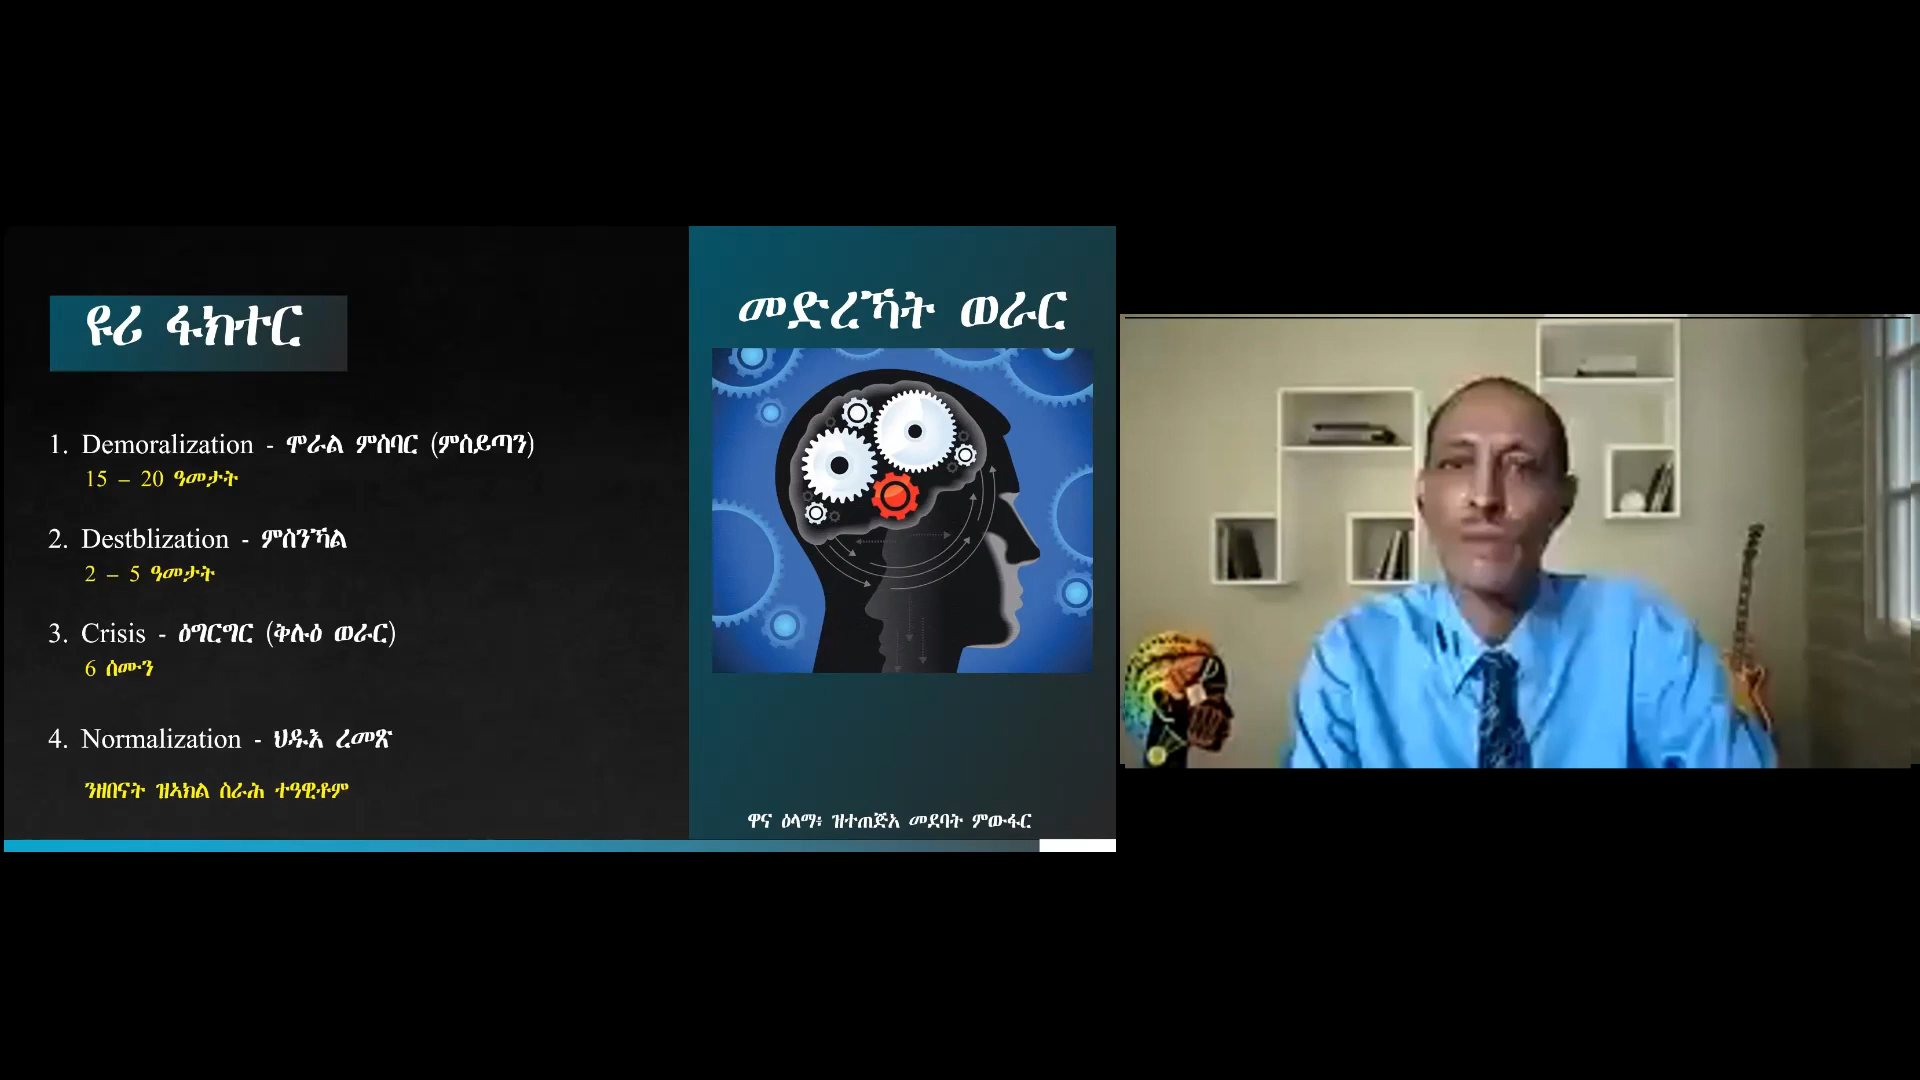 ዩሪ ፋክተር
1. Demoralization - ሞራል ምስባር (ምስይጣን)
15 – 20 ዓመታት
2. Destblization - ምስንኻል
2 – 5 ዓመታት
3. Crisis - ዕግርግር (ቅሉዕ ወራር)
6 ሰሙን
4. Normalization - ህዱእ ረመጽ
ንዘበናት ዝኣክል ስራሕ ተዓዊቶም
መድረኻት ወራር
ዋና ዕላማ፥ ዝተጠጅአ መደባት ምውፋር